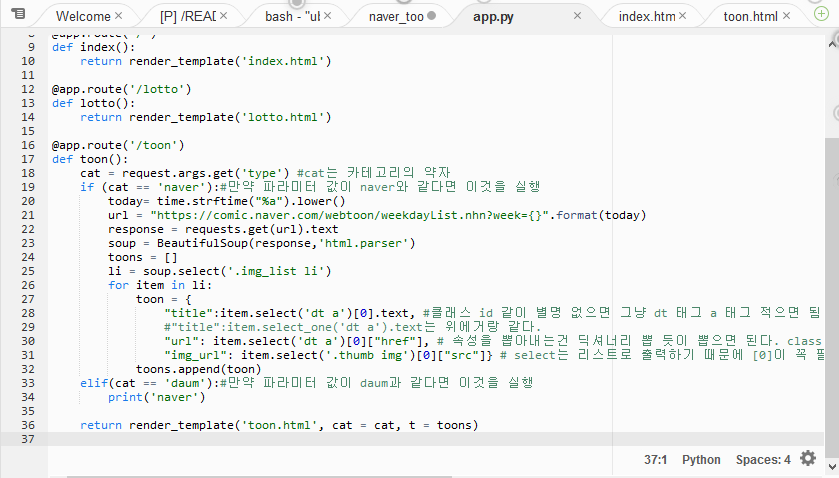 Welcome × [P] /READ × bash - "ub × naver_too app.py × index.htm × toon.html ×
8 @app.route('/')
9 def index():
10 return render_template('index.html')
11
12 @app.route('/lotto')
13 def lotto():
14 return render_template('lotto.html')
15
16 @app.route('/toon')
17 def toon():
18 cat = request.args.get('type') #cat는 카테고리의 약자
19 if (cat == 'naver'):#만약 파라미터 값이 naver와 같다면 이것을 실행
20 today= time.strftime("%a").lower()
21 url = "https://comic.naver.com/webtoon/weekdayList.nhn?week={}".format(today)
22 response = requests.get(url).text
23 soup = BeautifulSoup(response,'html.parser')
24 toons = []
25 li = soup.select('.img_list li')
26 for item in li:
27 toon = {
28 "title":item.select('dt a')[0].text, #클래스 id 같이 별명 없으면 그냥 dt 태그 a 태그 적으면 됨
29 #"title":item.select_one('dt a').text는 위에거랑 같다.
30 "url": item.select('dt a')[0]["href"], # 속성을 뽑아내는건 딕셔너리 뽑 듯이 뽑으면 된다. class
31 "img_url": item.select('.thumb img')[0]["src"]} # select는 리스트로 출력하기 때문에 [0]이 꼭 필
32 toons.append(toon)
33 elif(cat == 'daum'):#만약 파라미터 값이 daum과 같다면 이것을 실행
34 print('naver')
35
36 return render_template('toon.html', cat = cat, t = toons)
37
37:1 Python Spaces: 4